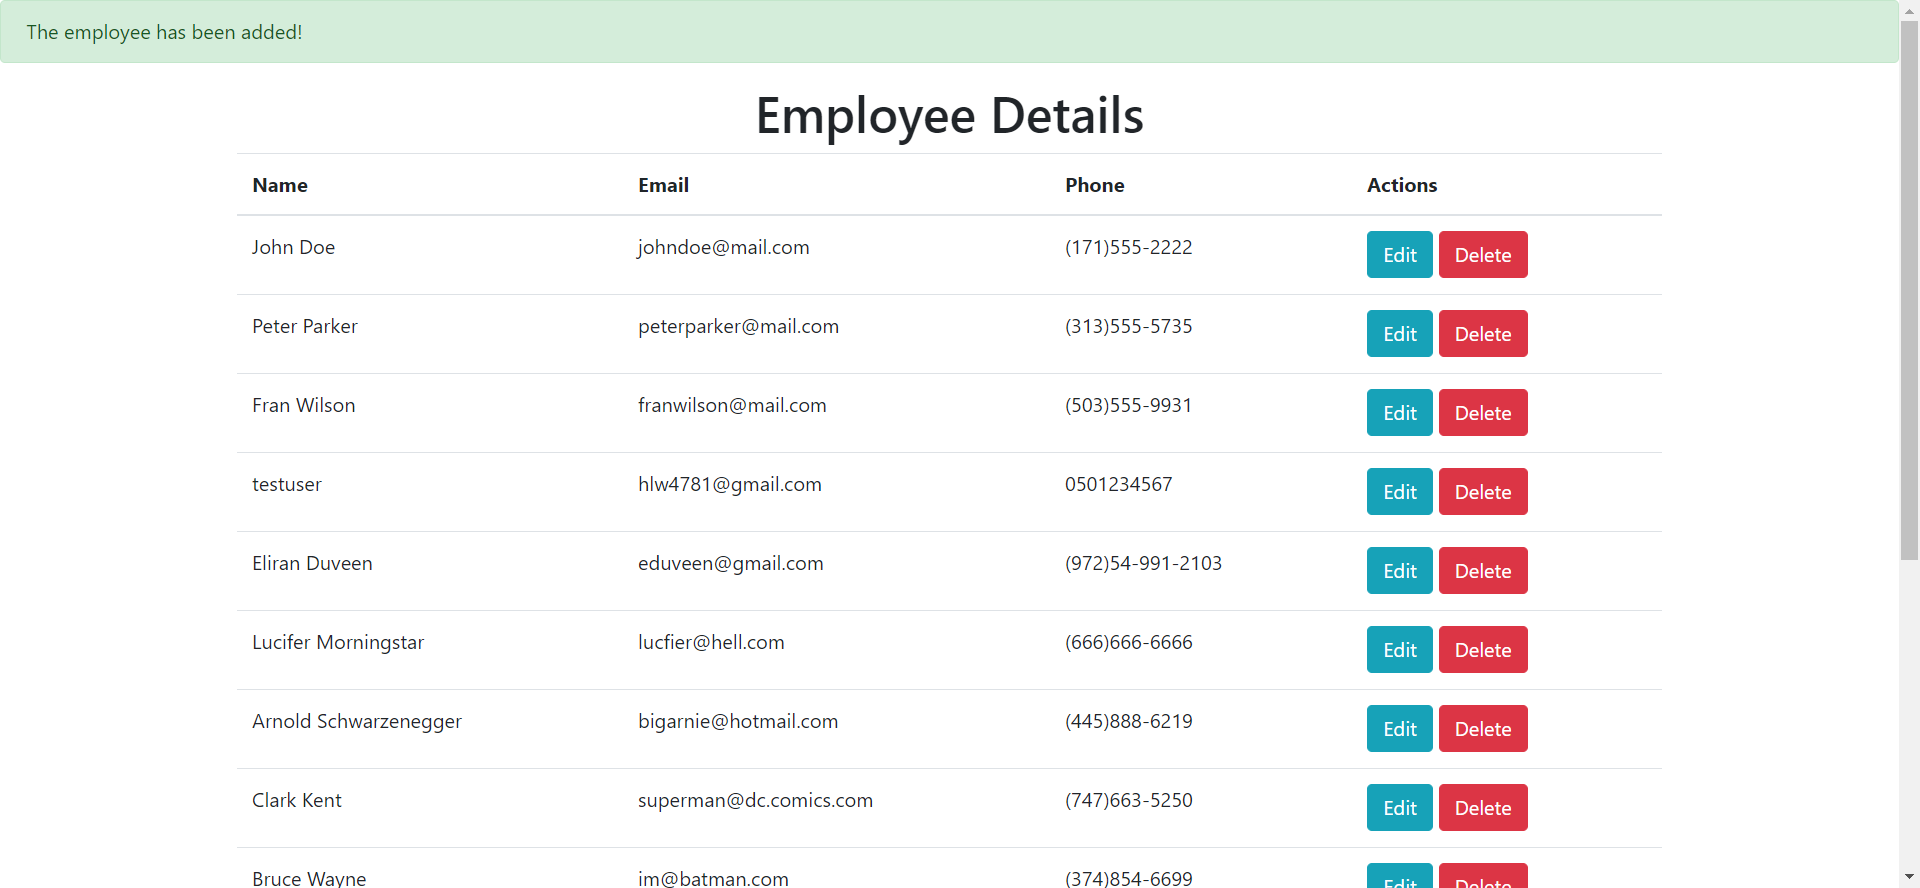 The employee has been added!
Employee Details
Name Email Phone Actions
John Doe johndoe@mail.com (171)555-2222 Edit Delete
Peter Parker peterparker@mail.com (313)555-5735 Edit Delete
Fran Wilson franwilson@mail.com (503)555-9931 Edit Delete
testuser hlw4781@gmail.com 0501234567 Edit Delete
Eliran Duveen eduveen@gmail.com (972)54-991-2103 Edit Delete
Lucifer Morningstar lucfier@hell.com (666)666-6666 Edit Delete
Arnold Schwarzenegger bigarnie@hotmail.com (445)888-6219 Edit Delete
Clark Kent superman@dc.comics.com (747)663-5250 Edit Delete
Bruce Wayne im@batman.com (374)854-6699 Edit Delete